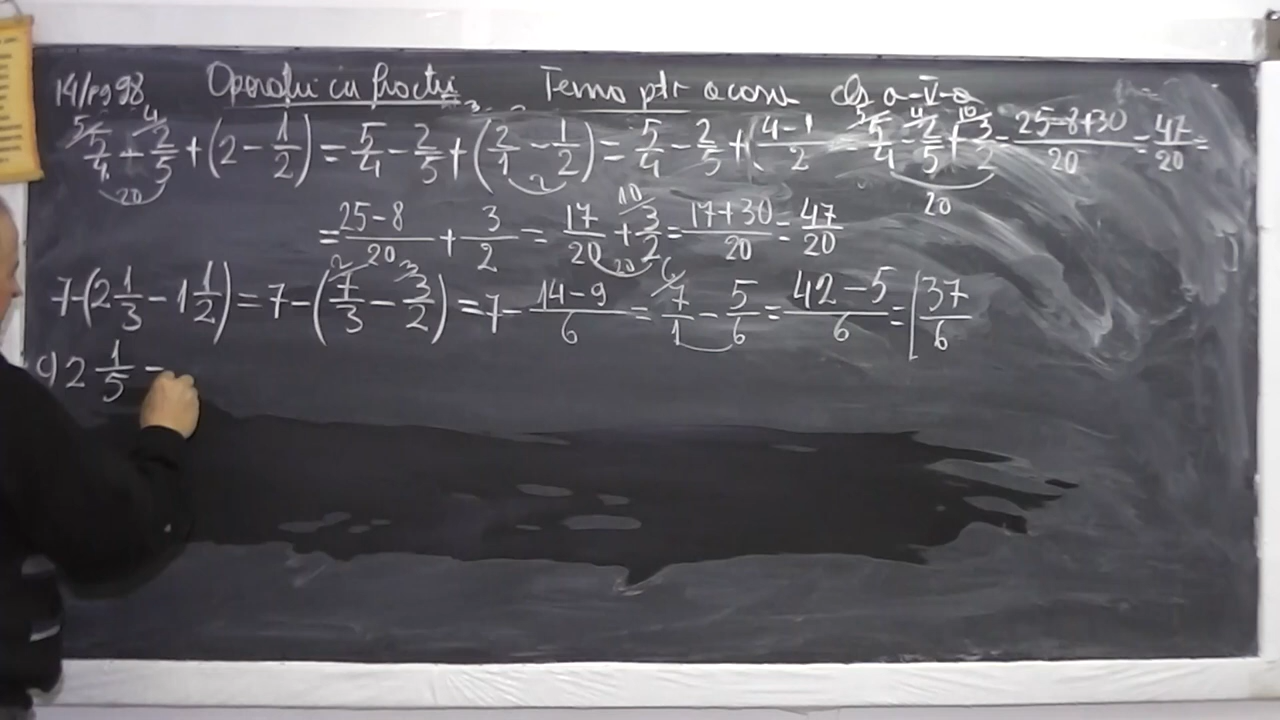 14/pg 98 Operații cu fracții Temă ptr acasă cls a-V-a
5/4 + 2/5 + (2 - 1/2) = 5/4 - 2/5 + (2/1 - 1/2) = 5/4 - 2/5 + (4-1/2 = 5/4 - 2/5 + 3/2 = 25-8+30/20 = 47/20 =
= 25-8/20 + 3/2 = 17/20 + 3/2 = 17+30/20 = 47/20
7-(2 1/3 - 1 1/2) = 7-(7/3 - 3/2) = 7 - 14-9/6 = 7/1 - 5/6 = 42-5/6 = 37/6
2 1/5 -